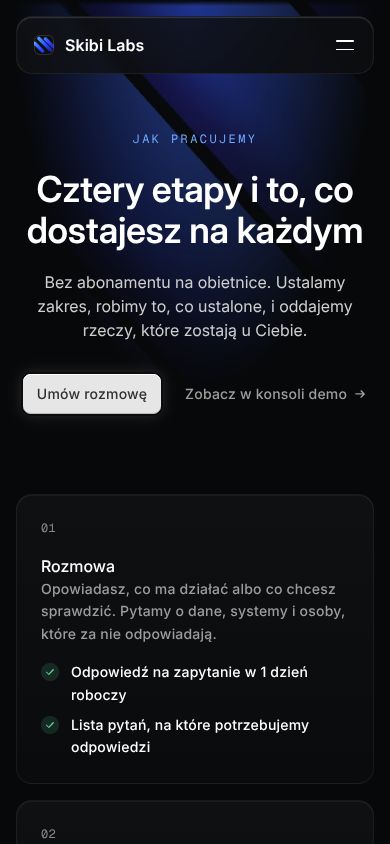 Skibi Labs
JAK PRACUJEMY
Cztery etapy i to, co
dostajesz na każdym
Bez abonamentu na obietnice. Ustalamy
zakres, robimy to, co ustalone, i oddajemy
rzeczy, które zostają u Ciebie.
Umów rozmowę
Zobacz w konsoli demo →
01
Rozmowa
Opowiadasz, co ma działać albo co chcesz
sprawdzić. Pytamy o dane, systemy i osoby,
które za nie odpowiadają.
Odpowiedź na zapytanie w 1 dzień
roboczy
Lista pytań, na które potrzebujemy
odpowiedzi
02